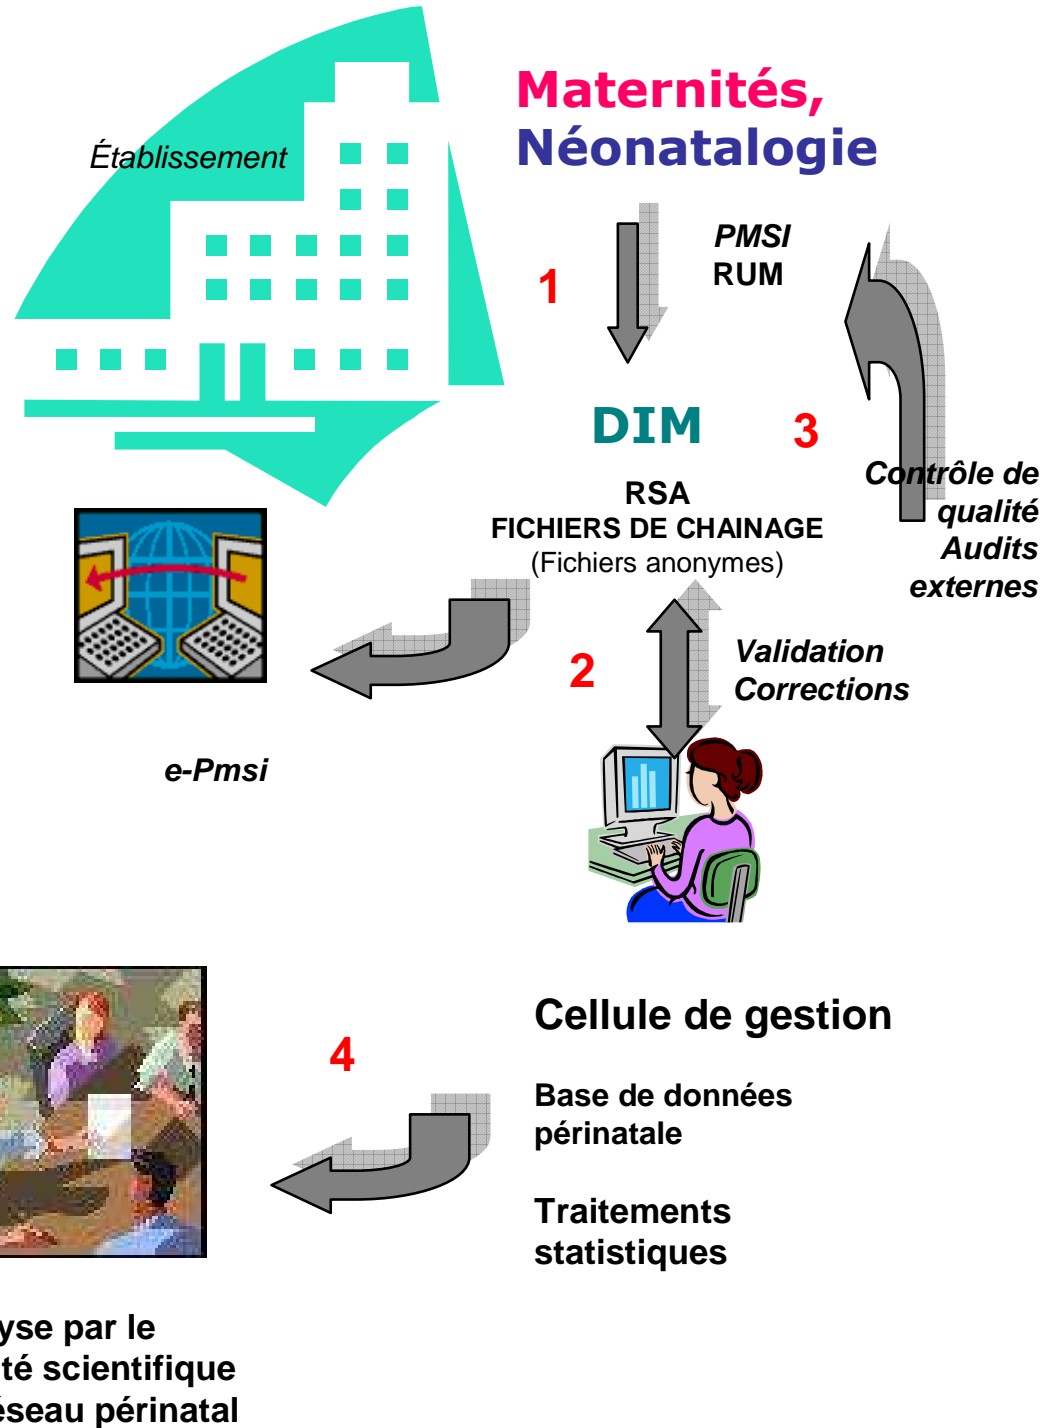 Maternités,
Néonatalogie
Établissement
PMSI
RUM
1
DIM
3
RSA
FICHIERS DE CHAINAGE
(Fichiers anonymes)
Contrôle de
qualité
Audits
externes
2
Validation
Corrections
e-Pmsi
Cellule de gestion
4
Base de données
périnatale
Traitements
statistiques
yse par le
té scientifique
éseau périnatal